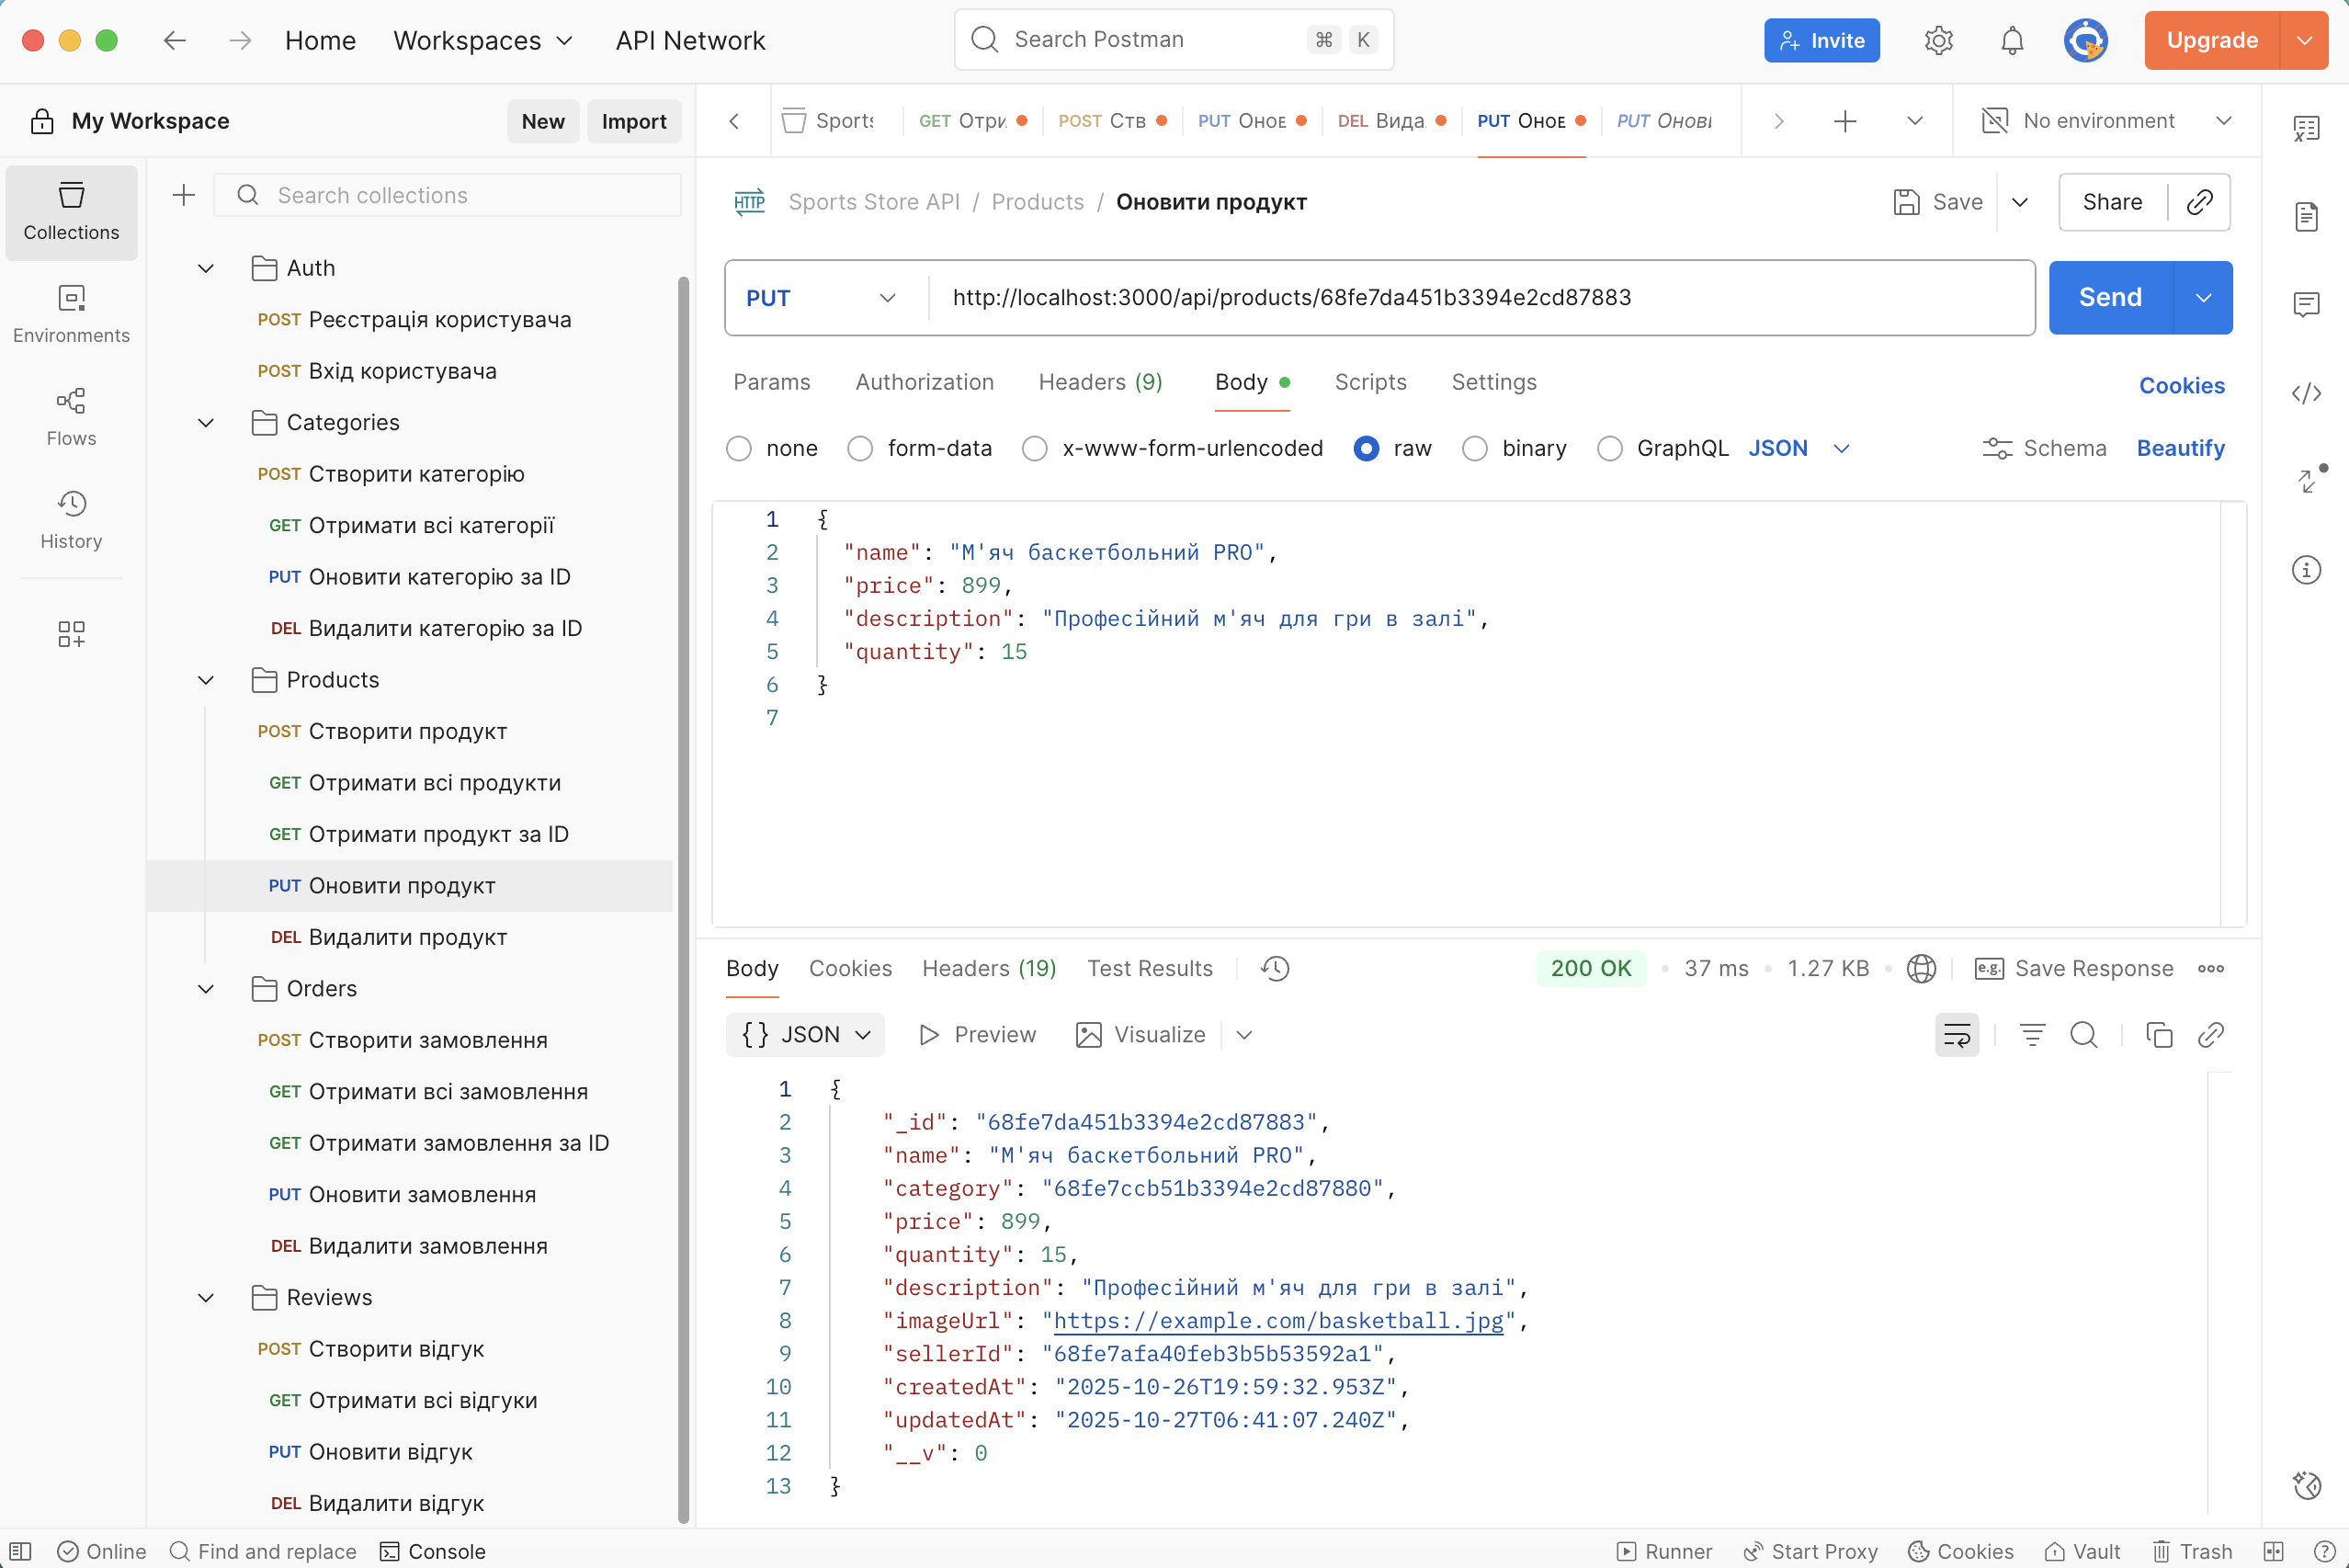 Home Workspaces API Network Search Postman ⌘ K Invite Upgrade
My Workspace New Import
Sports GET Отри POST Ств PUT Онов DEL Вида PUT Онов PUT Онові No environment
Collections
Environments
Flows
History
Search collections
Auth
POST Реєстрація користувача
POST Вхід користувача
Categories
POST Створити категорію
GET Отримати всі категорії
PUT Оновити категорію за ID
DEL Видалити категорію за ID
Products
POST Створити продукт
GET Отримати всі продукти
GET Отримати продукт за ID
PUT Оновити продукт
DEL Видалити продукт
Orders
POST Створити замовлення
GET Отримати всі замовлення
GET Отримати замовлення за ID
PUT Оновити замовлення
DEL Видалити замовлення
Reviews
POST Створити відгук
GET Отримати всі відгуки
PUT Оновити відгук
DEL Видалити відгук
HTTP Sports Store API / Products / Оновити продукт Save Share
PUT http://localhost:3000/api/products/68fe7da451b3394e2cd87883 Send
Params Authorization Headers (9) Body Scripts Settings Cookies
none form-data x-www-form-urlencoded raw binary GraphQL JSON Schema Beautify
1 {
2 "name": "М'яч баскетбольний PRO",
3 "price": 899,
4 "description": "Професійний м'яч для гри в залі",
5 "quantity": 15
6 }
7
Body Cookies Headers (19) Test Results 200 OK 37 ms 1.27 KB e.g. Save Response
{} JSON Preview Visualize
1 {
2 "_id": "68fe7da451b3394e2cd87883",
3 "name": "М'яч баскетбольний PRO",
4 "category": "68fe7ccb51b3394e2cd87880",
5 "price": 899,
6 "quantity": 15,
7 "description": "Професійний м'яч для гри в залі",
8 "imageUrl": "https://example.com/basketball.jpg",
9 "sellerId": "68fe7afa40feb3b5b53592a1",
10 "createdAt": "2025-10-26T19:59:32.953Z",
11 "updatedAt": "2025-10-27T06:41:07.240Z",
12 "__v": 0
13 }
Online Find and replace Console Runner Start Proxy Cookies Vault Trash